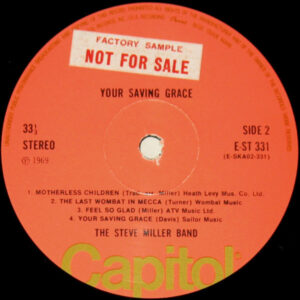 FACTORY SAMPLE
NOT FOR SALE
YOUR SAVING GRACE
33⅓
STEREO
SIDE 2
E-ST 331
(E-SKAO2-331)
℗ 1969
1. MOTHERLESS CHILDREN (Trad. Miller) Heath Levy Mus. Co. Ltd.
2. THE LAST WOMBAT IN MECCA (Turner) Wombat Music
3. FEEL SO GLAD (Miller) ATV Music Ltd.
4. YOUR SAVING GRACE (Davis) Sailor Music
THE STEVE MILLER BAND
Capitol